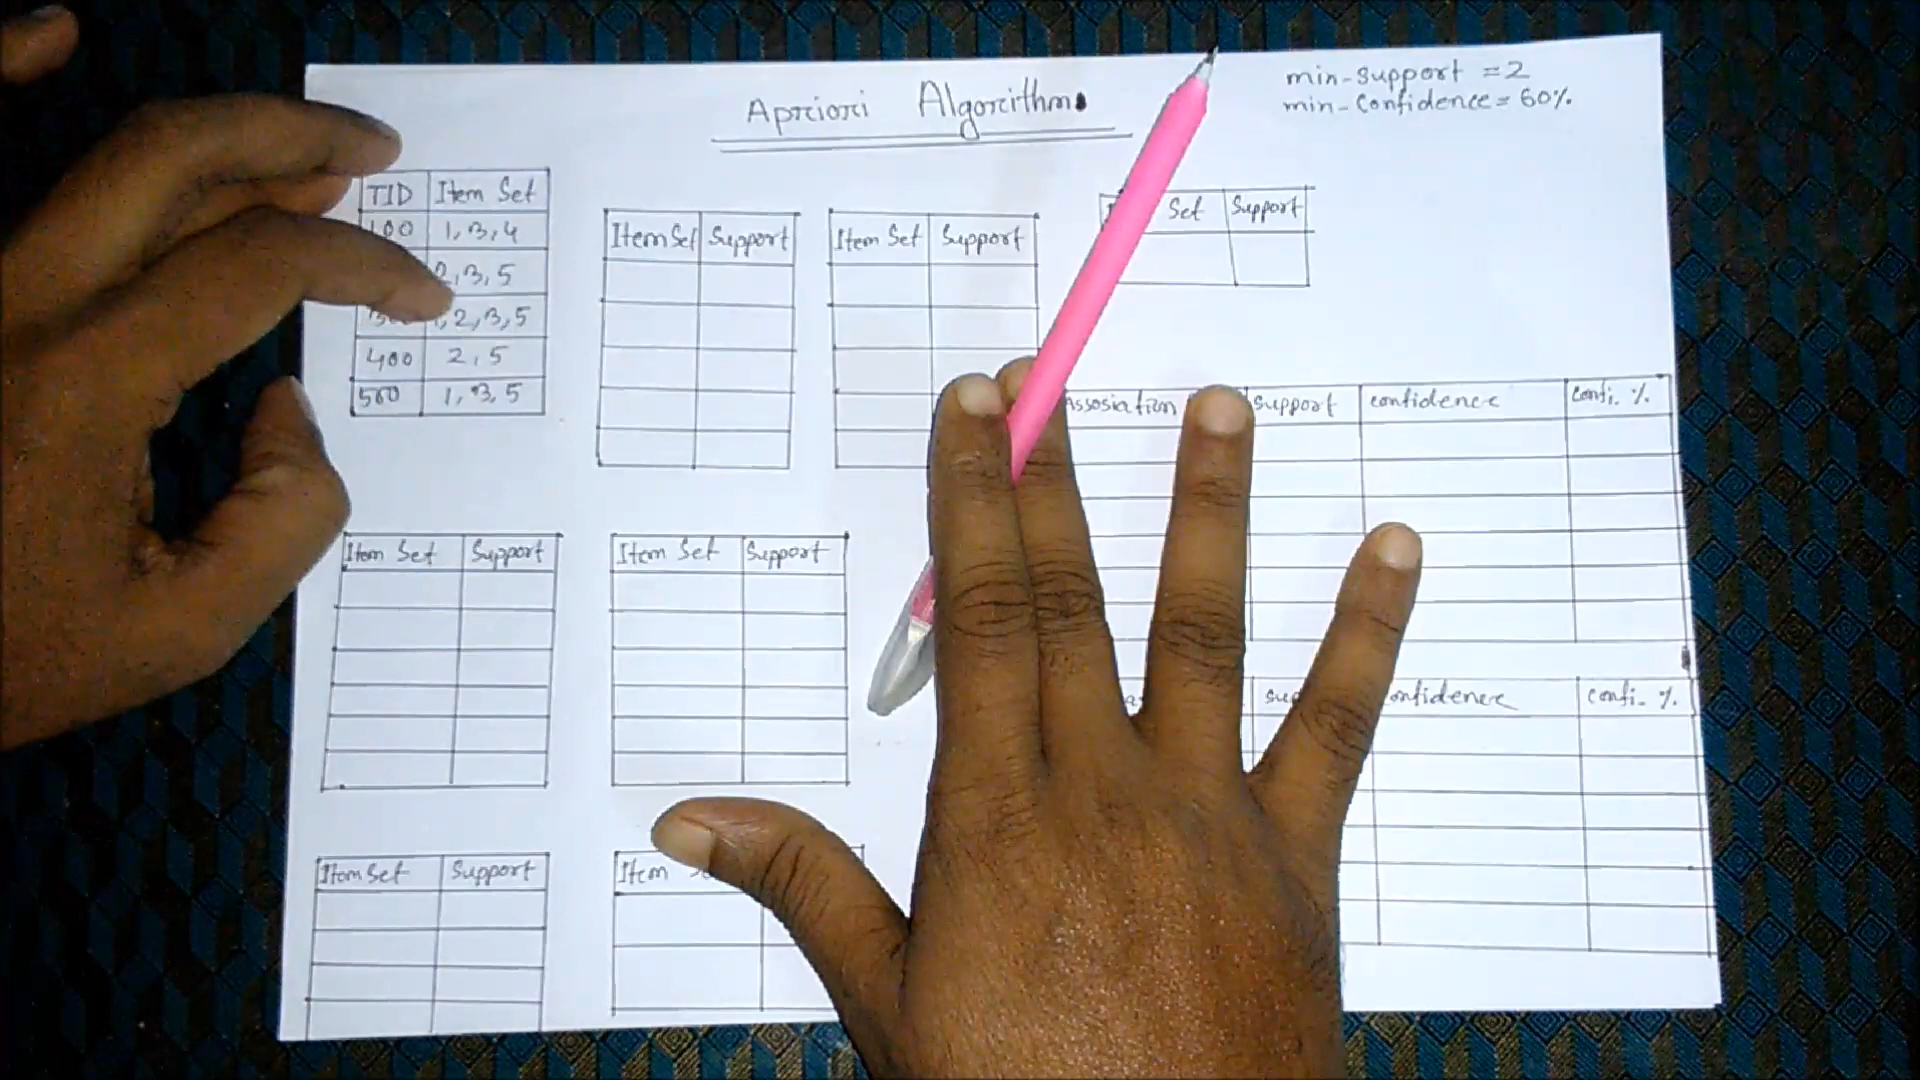 Apriori Algorithm
min-support = 2
min-confidence = 60%
TID Item Set
100 1, 3, 4
2, 3, 5
1, 2, 3, 5
400 2, 5
500 1, 3, 5
Item Set Support
Item Set Support
Set Support
Assosiation Support confidence Confi. %
Item Set Support
Item Set Support
confidence confi. %
Item Set Support
Item